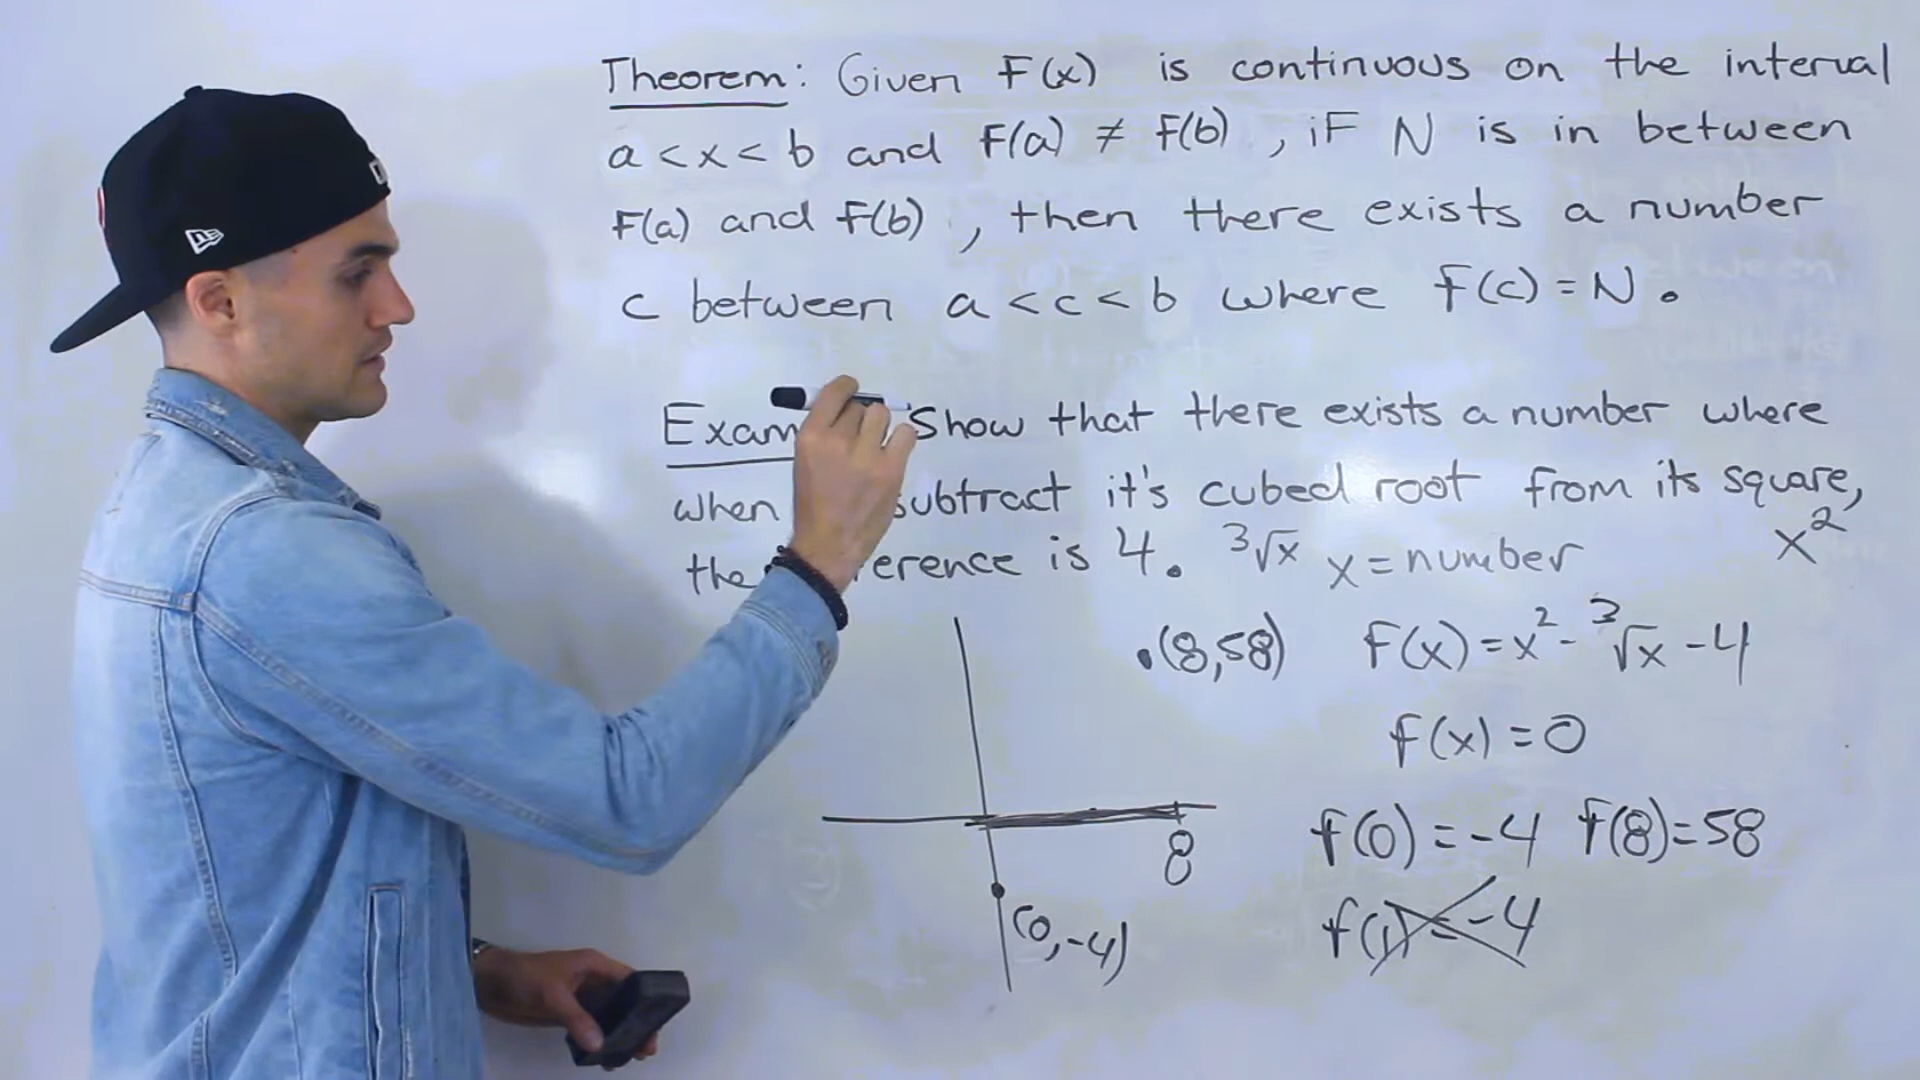 Theorem: Given F(x) is continuous on the interval
a < x < b and F(a) ≠ F(b), iF N is in between
F(a) and F(b), then there exists a number
c between a < c < b where F(c) = N.
Exam Show that there exists a number where
when subtract it's cubed root from its square,
the erence is 4. ³√x x = number x²
(8,58) F(x) = x² - ³√x - 4
f(x) = 0
f(0) = -4 f(8) = 58
8
f(1) = -4
(0,-4)